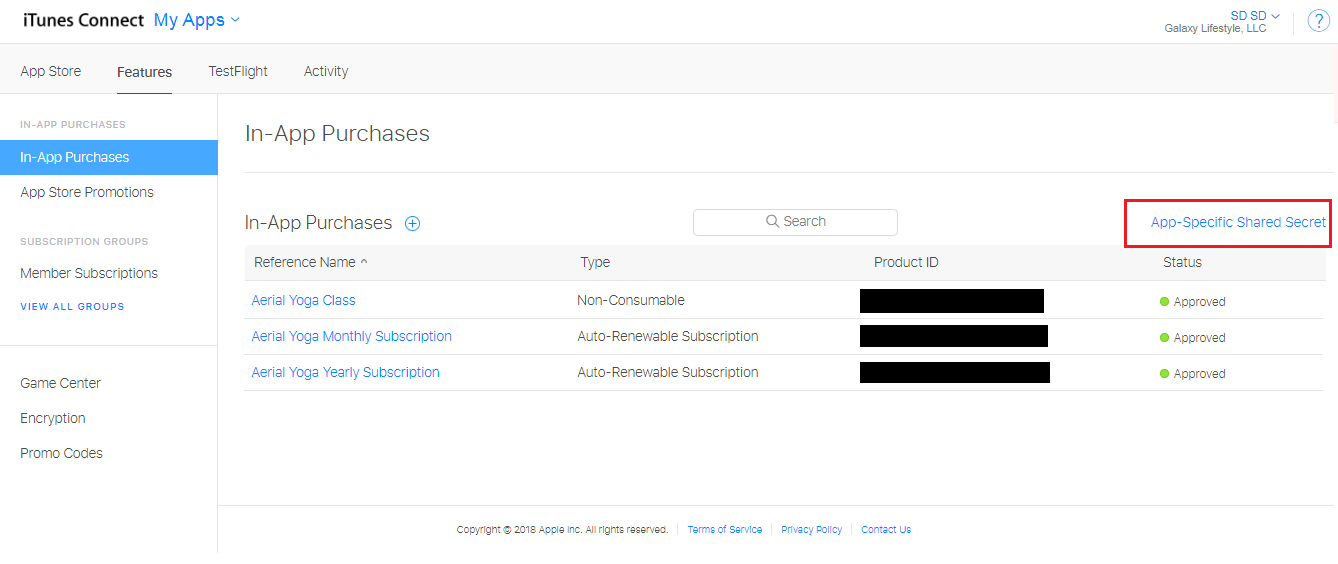 iTunes Connect My Apps
SD SD
Galaxy Lifestyle, LLC
?
App Store Features TestFlight Activity
IN-APP PURCHASES
In-App Purchases
App Store Promotions
SUBSCRIPTION GROUPS
Member Subscriptions
VIEW ALL GROUPS
Game Center
Encryption
Promo Codes
In-App Purchases
In-App Purchases Search App-Specific Shared Secret
Reference Name Type Product ID Status
Aerial Yoga Class Non-Consumable Approved
Aerial Yoga Monthly Subscription Auto-Renewable Subscription Approved
Aerial Yoga Yearly Subscription Auto-Renewable Subscription Approved
Copyright © 2018 Apple Inc. All rights reserved. Terms of Service Privacy Policy Contact Us